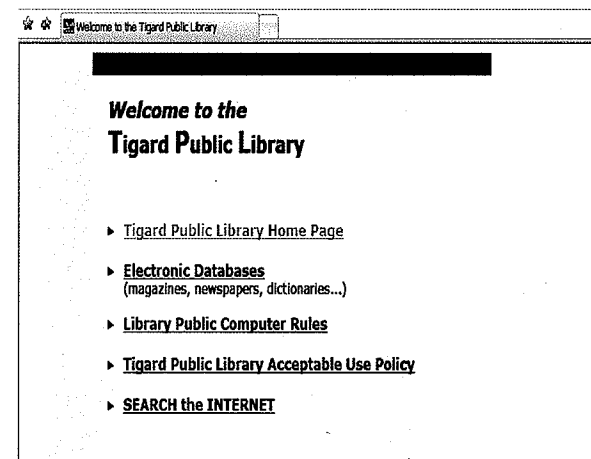 Welcome to the Tigard Public Library
Welcome to the
Tigard Public Library
Tigard Public Library Home Page
Electronic Databases
(magazines, newspapers, dictionaries...)
Library Public Computer Rules
Tigard Public Library Acceptable Use Policy
SEARCH the INTERNET